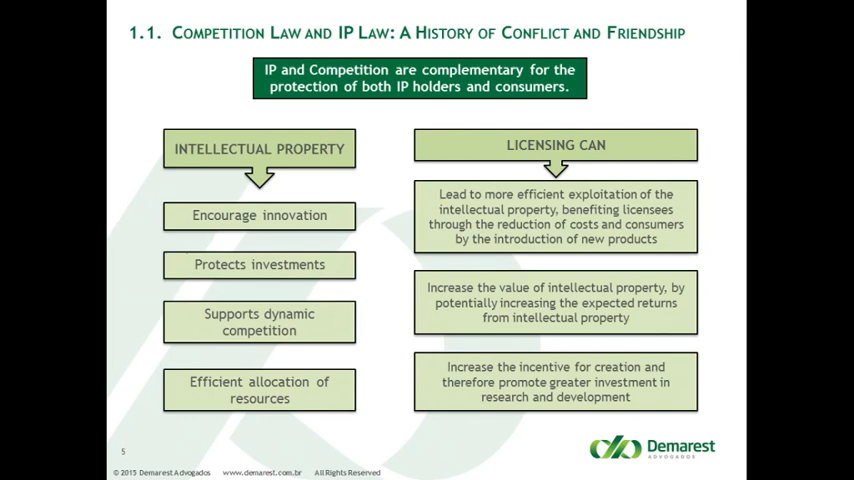 1.1. COMPETITION LAW AND IP LAW: A HISTORY OF CONFLICT AND FRIENDSHIP
IP and Competition are complementary for the
protection of both IP holders and consumers.
INTELLECTUAL PROPERTY
Encourage innovation
Protects investments
Supports dynamic
competition
Efficient allocation of
resources
LICENSING CAN
Lead to more efficient exploitation of the
intellectual property, benefiting licensees
through the reduction of costs and consumers
by the introduction of new products
Increase the value of intellectual property, by
potentially increasing the expected returns
from intellectual property
Increase the incentive for creation and
therefore promote greater investment in
research and development
5
Demarest
ADVOGADOS
© 2015 Demarest Advogados www.demarest.com.br All Rights Reserved